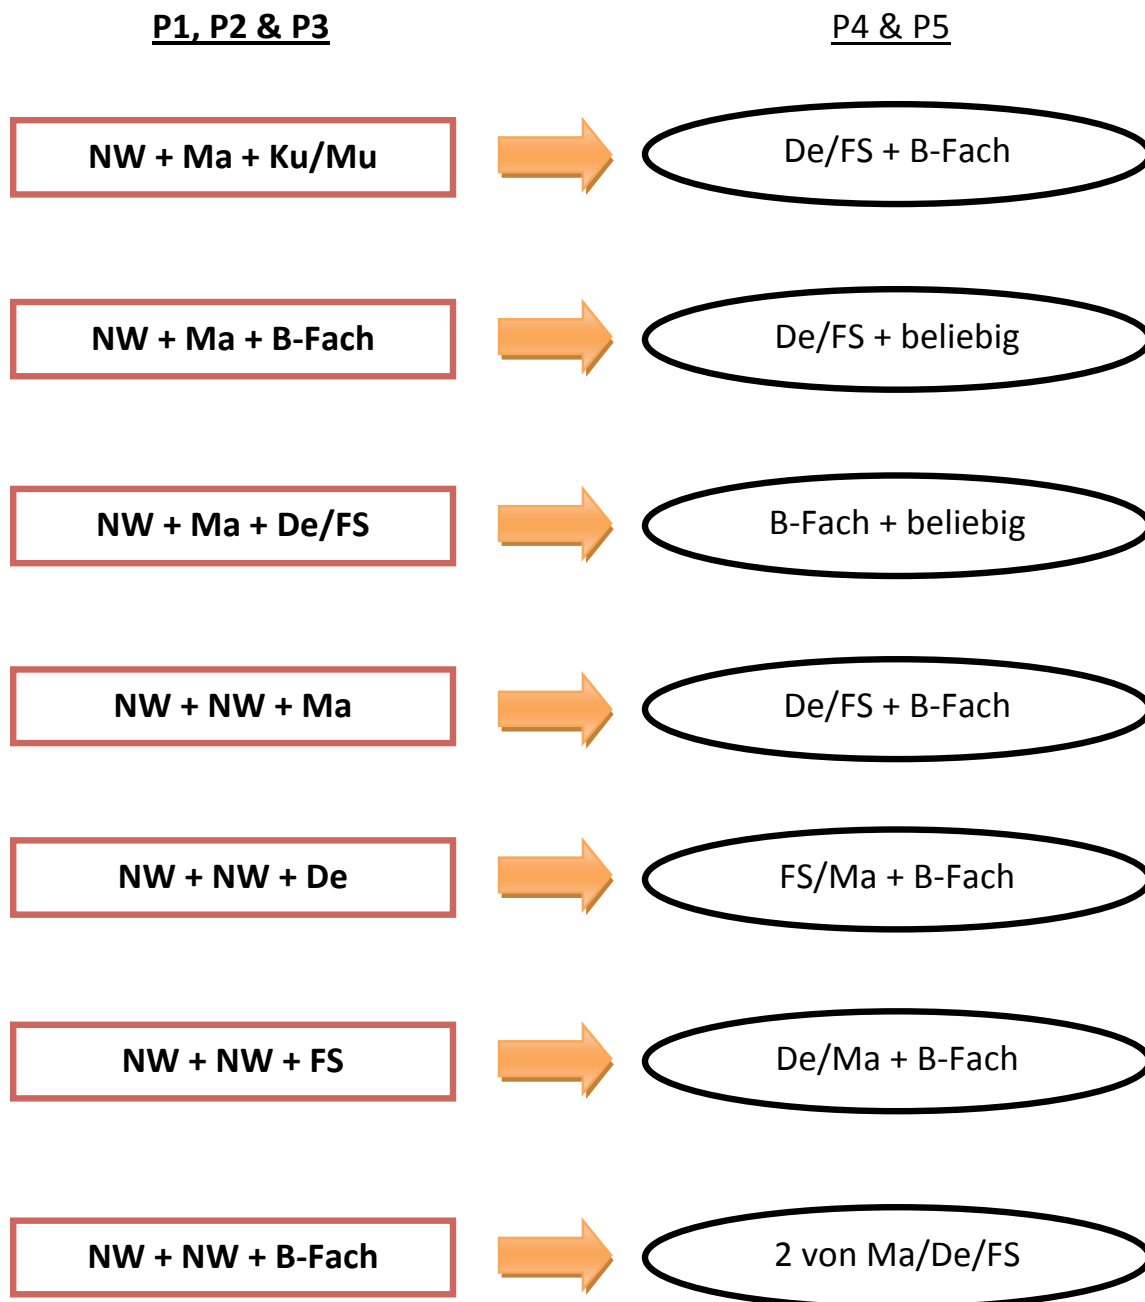 P1, P2 & P3
P4 & P5
NW + Ma + Ku/Mu
De/FS + B-Fach
NW + Ma + B-Fach
De/FS + beliebig
NW + Ma + De/FS
B-Fach + beliebig
NW + NW + Ma
De/FS + B-Fach
NW + NW + De
FS/Ma + B-Fach
NW + NW + FS
De/Ma + B-Fach
NW + NW + B-Fach
2 von Ma/De/FS